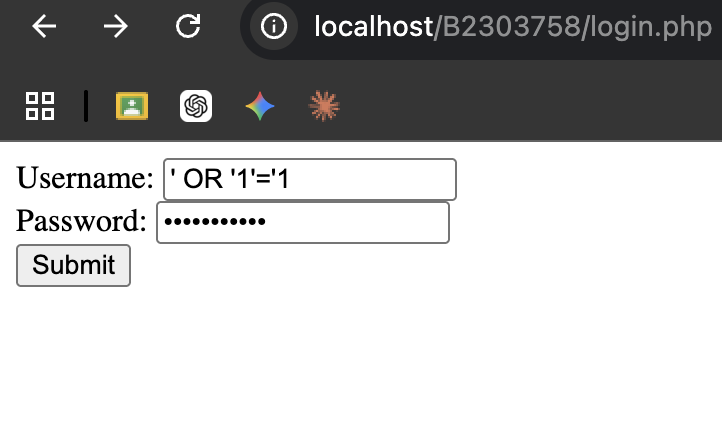 localhost/B2303758/login.php
Username: ' OR '1'='1
Password: •••••••••••
Submit